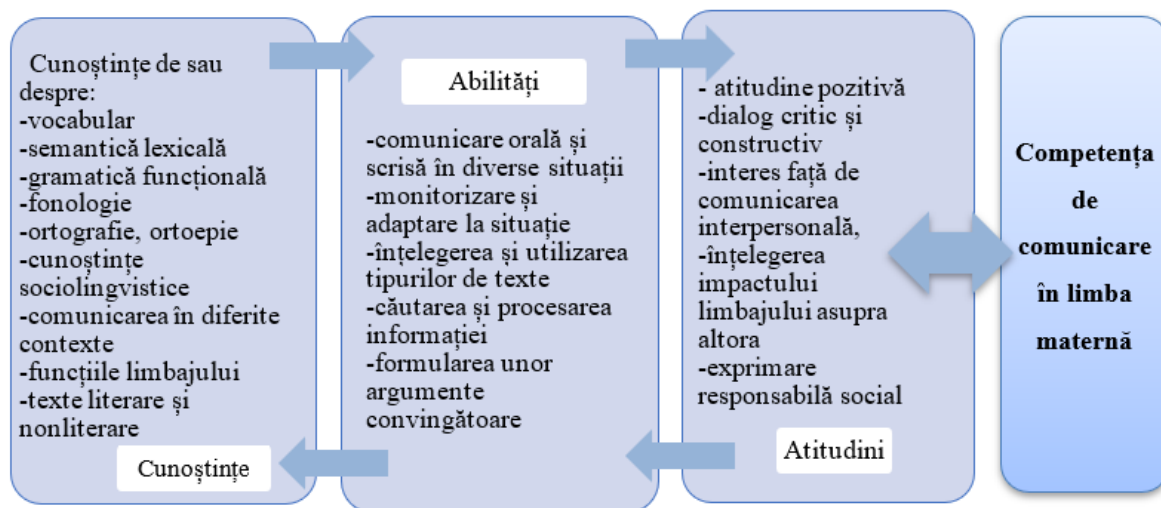 Cunoștințe de sau
despre:
-vocabular
-semantică lexicală
-gramatică funcțională
-fonologie
-ortografie, ortoepie
-cunoștințe
sociolingvistice
-comunicarea în diferite
contexte
-funcțiile limbajului
-texte literare și
nonliterare
Cunoștințe
Abilități
-comunicare orală și
scrisă în diverse situații
-monitorizare și
adaptare la situație
-înțelegerea și utilizarea
tipurilor de texte
-căutarea și procesarea
informației
-formularea unor
argumente
convingătoare
- atitudine pozitivă
-dialog critic și
constructiv
-interes față de
comunicarea
interpersonală,
-înțelegerea
impactului
limbajului asupra
altora
-exprimare
responsabilă social
Atitudini
Competența
de
comunicare
în limba
maternă